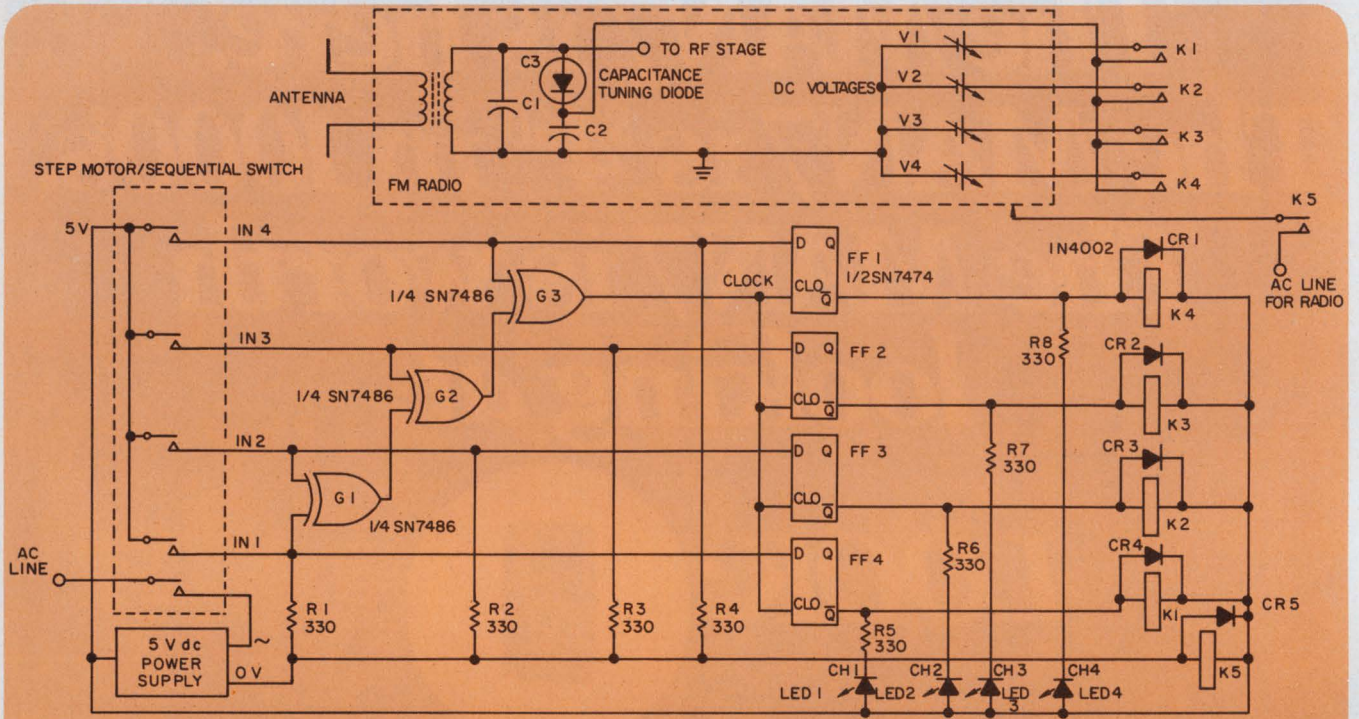 TO RF STAGE
C3
CAPACITANCE
TUNING DIODE
ANTENNA
C1
C2
DC VOLTAGES
V1
V2
V3
V4
K1
K2
K3
K4
FM RADIO
STEP MOTOR/SEQUENTIAL SWITCH
K5
AC LINE
FOR RADIO
5V
IN 4
IN 3
IN 2
IN 1
1/4 SN7486
G3
1/4 SN7486
G2
G1
1/4 SN7486
CLOCK
D Q
CLO Q̅
FF 1
1/2SN7474
D Q
CLO Q̅
FF 2
D Q
CLO Q̅
FF 3
D Q
CLO Q̅
FF 4
1N4002
CR 1
K4
R8
330
CR 2
K3
R7
330
CR 3
K2
R6
330
CR4
K1
CR 5
K5
AC
LINE
R1
330
R2
330
R3
330
R4
330
R5
330
5 V dc
POWER
SUPPLY
~
0 V
CH 1
LED 1
CH2
LED2
CH 3
LED
3
CH4
LED4